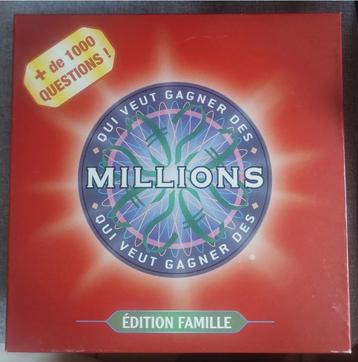 + de 1000
QUESTIONS !
QUI VEUT GAGNER DES
MILLIONS
QUI VEUT GAGNER DES
®
ÉDITION FAMILLE